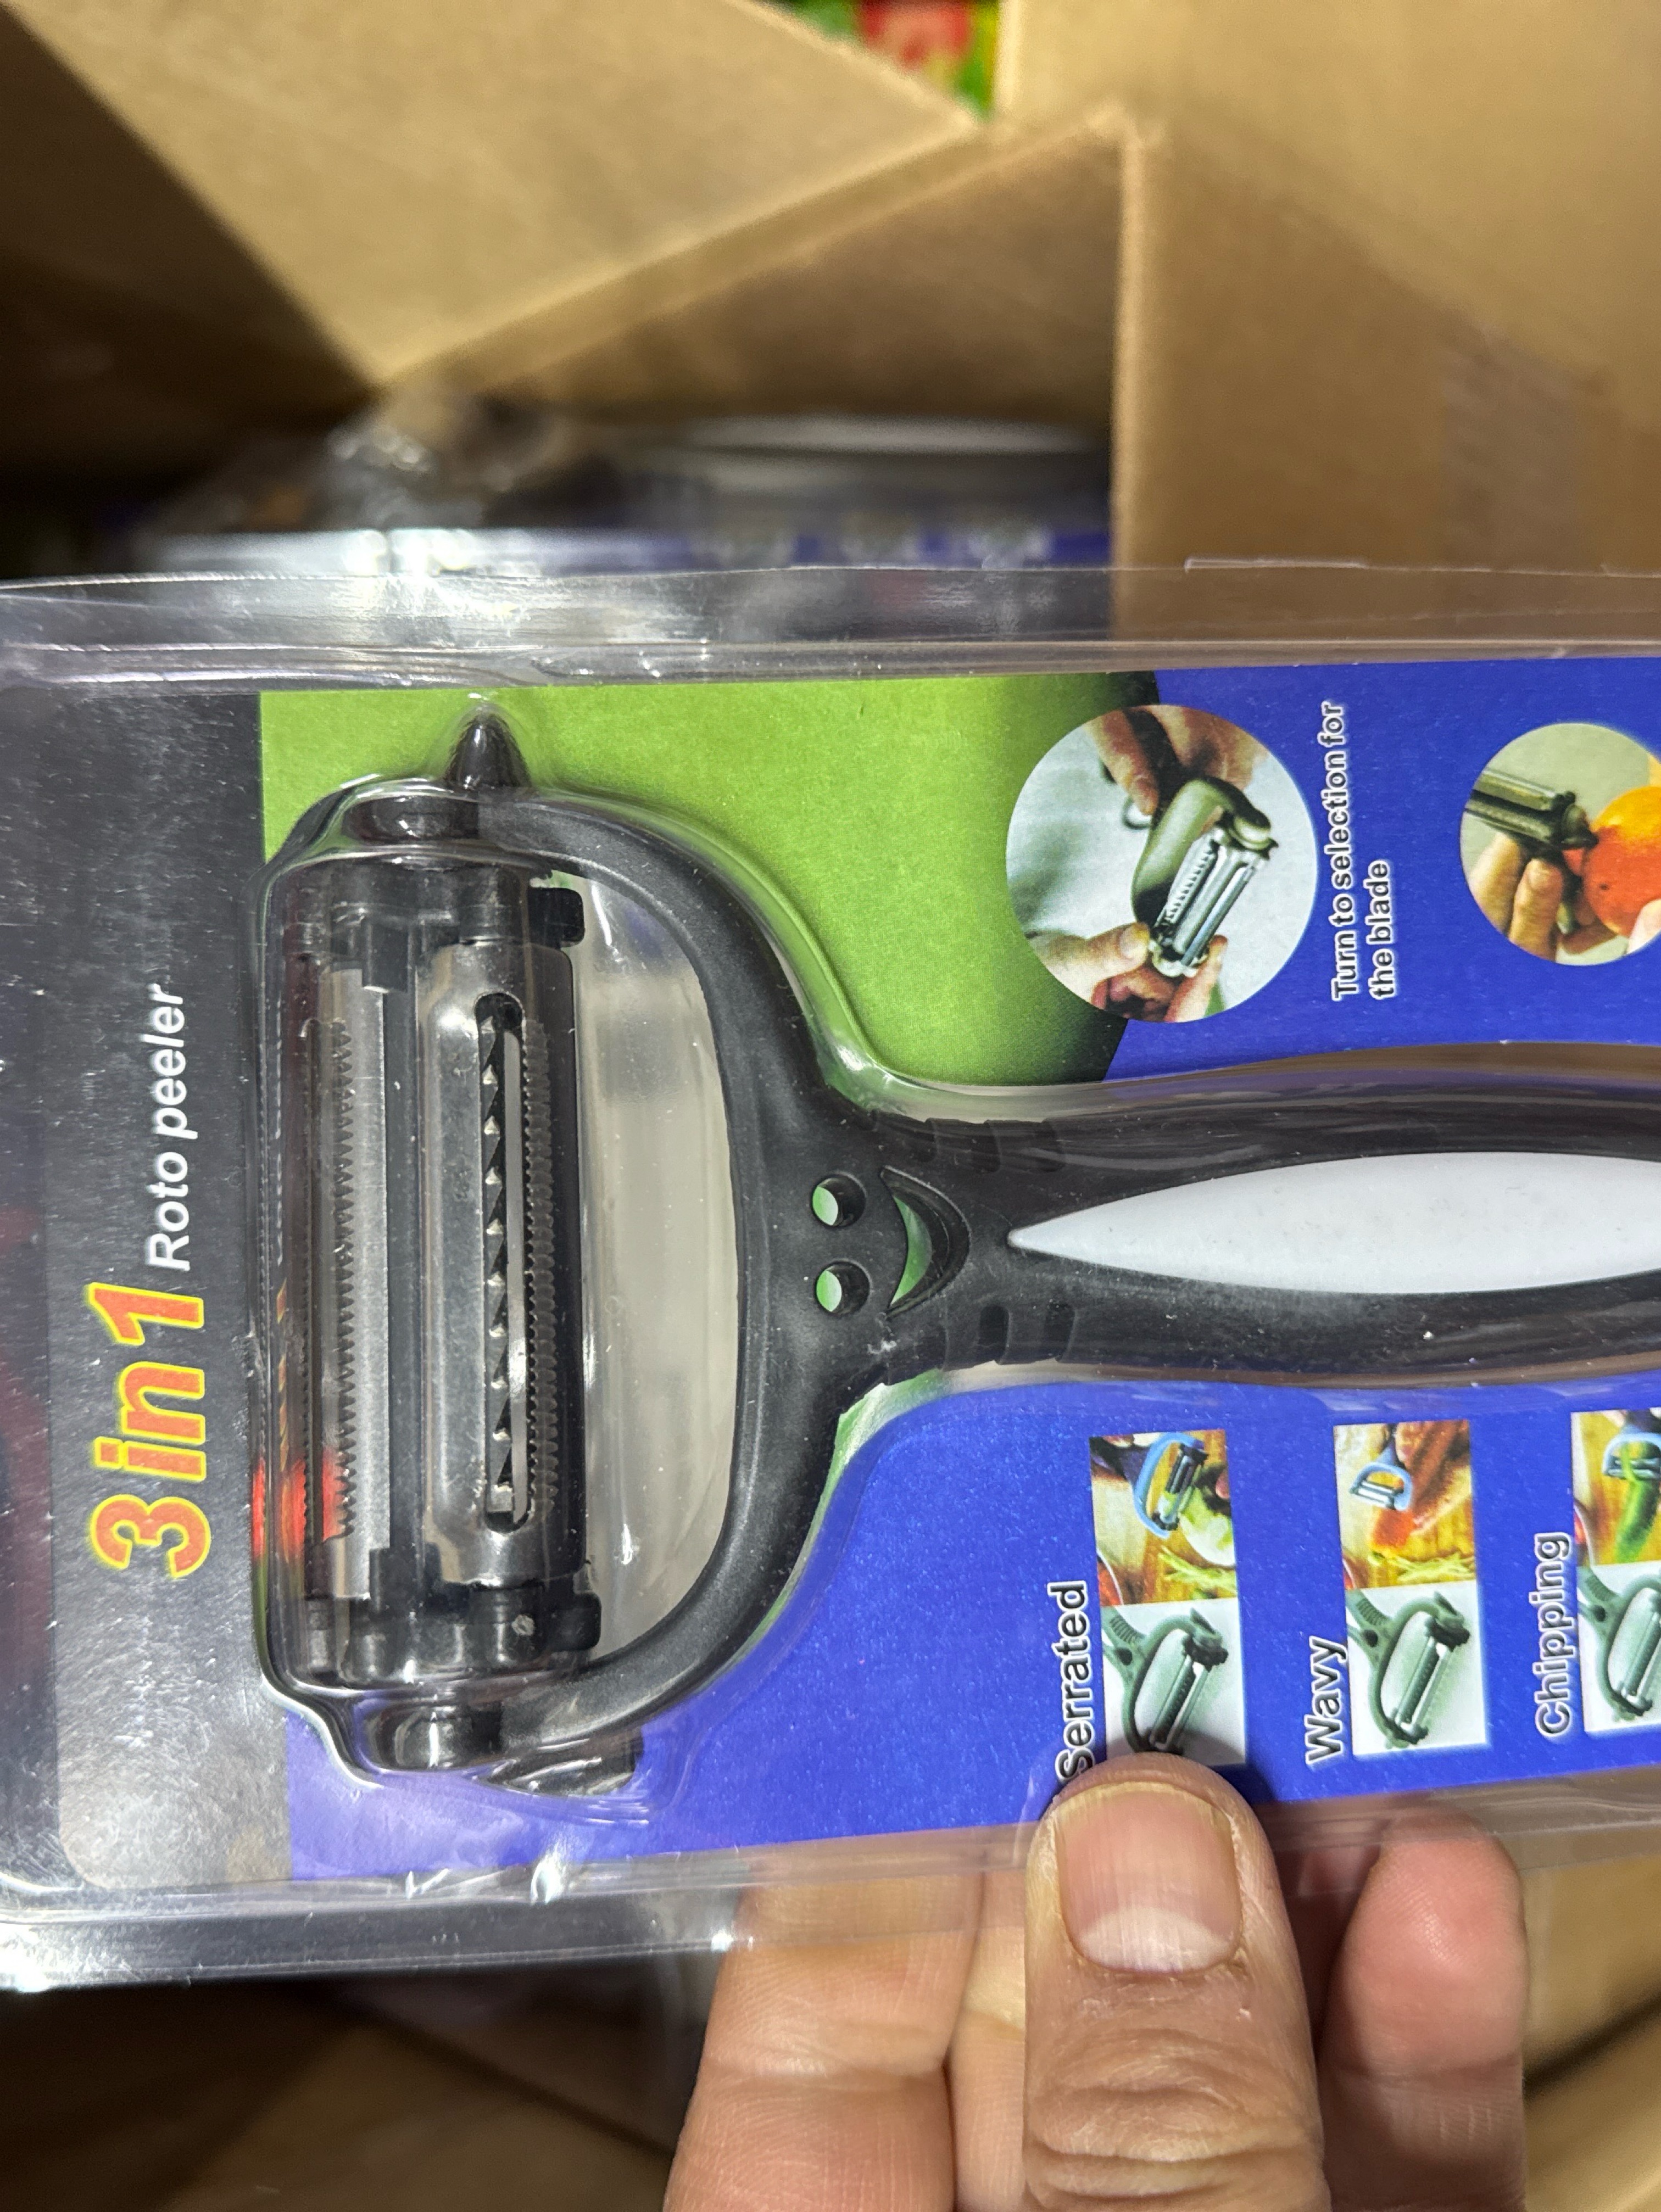 3 in 1 Roto peeler
Turn to selection for
the blade
Serrated
Wavy
Chipping